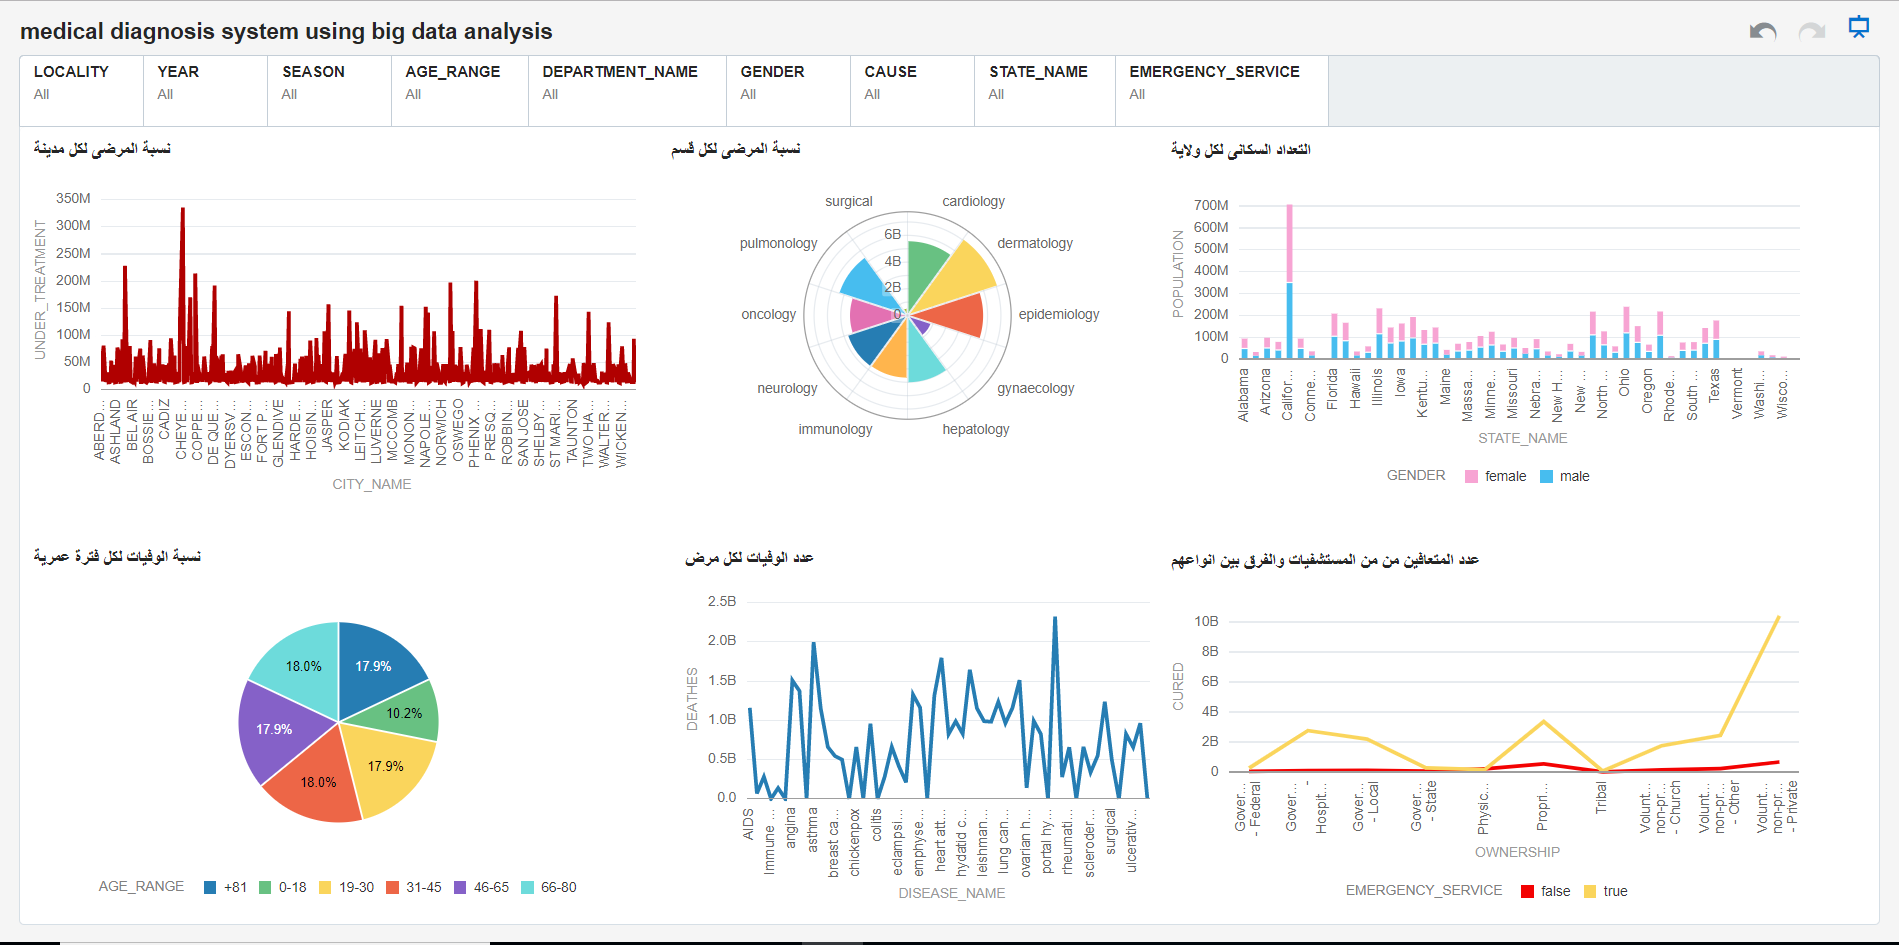 medical diagnosis system using big data analysis
LOCALITY YEAR SEASON AGE_RANGE DEPARTMENT_NAME GENDER CAUSE STATE_NAME EMERGENCY_SERVICE
All All All All All All All All All
نسبة المرضى لكل مدينة
350M
300M
250M
200M
150M
100M
50M
0
UNDER_TREATMENT
ABERD... ASHLAND BEL AIR BOSSIE... CADIZ CHEYE... COPPE... DE QUE... DYERSV... ESCON... FORT P... GLENDIVE HARDE... HOISIN... JASPER KODIAK LEITCH... LUVERNE MCCOMB MONON... NAPOLE... NORWICH OSWEGO PHENIX ... PRESQ... ROBBIN... SAN JOSE SHELBY... ST MARI... TAUNTON TWO HA... WALTER... WICKEN...
CITY_NAME
نسبة المرضى لكل قسم
surgical cardiology
pulmonology dermatology
oncology epidemiology
neurology gynaecology
immunology hepatology
6B
4B
2B
0
التعداد السكانى لكل ولاية
700M
600M
500M
400M
300M
200M
100M
0
POPULATION
Alabama Arizona Califor... Conne... Florida Hawaii Illinois Iowa Kentu... Maine Massa... Minne... Missouri Nebra... New H... New ... North ... Ohio Oregon Rhode... South ... Texas Vermont Washi... Wisco...
STATE_NAME
GENDER female male
نسبة الوفيات لكل فترة عمرية
18.0% 17.9%
10.2%
17.9%
17.9%
18.0%
AGE_RANGE +81 0-18 19-30 31-45 46-65 66-80
عدد الوفيات لكل مرض
2.5B
2.0B
1.5B
1.0B
0.5B
0.0
DEATHES
AIDS Immune ... angina asthma breast ca... chickenpox colitis eclampsi... emphyse... heart att... hydatid c... leishman... lung can... ovarian h... portal hy... rheumati... scleroder... surgical ulcerativ...
DISEASE_NAME
عدد المتعافين من من المستشفيات والفرق بين انواعهم
10B
8B
6B
4B
2B
0
CURED
Gover... - Federal
Gover... - Hospit...
Gover... - Local
Gover... - State
Physic...
Propri...
Tribal
Volunt... non-pr... - Church
Volunt... non-pr... - Other
Volunt... non-pr... - Private
OWNERSHIP
EMERGENCY_SERVICE false true